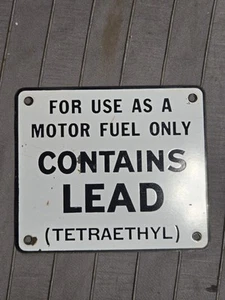 FOR USE AS A
MOTOR FUEL ONLY
CONTAINS
LEAD
(TETRAETHYL)